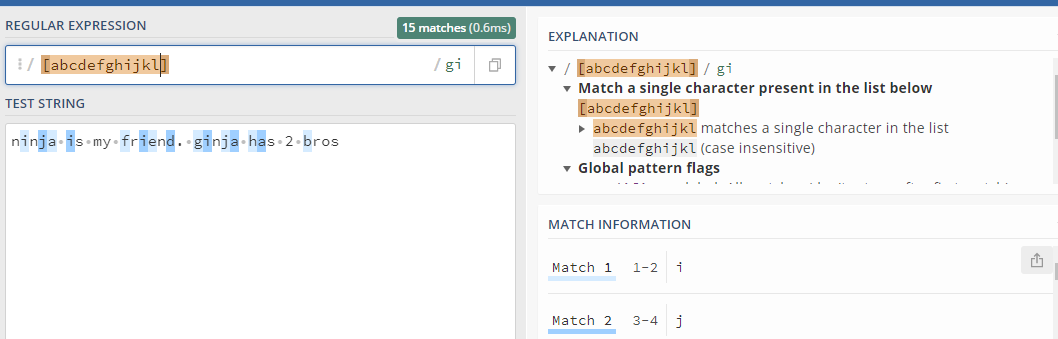 REGULAR EXPRESSION
15 matches (0.6ms)
/ [abcdefghijkl] / gi
TEST STRING
ninja·is·my·friend.·ginja·has·2·bros
EXPLANATION
/ [abcdefghijkl] / gi
Match a single character present in the list below
[abcdefghijkl]
abcdefghijkl matches a single character in the list
abcdefghijkl (case insensitive)
Global pattern flags
MATCH INFORMATION
Match 1 1-2 i
Match 2 3-4 j